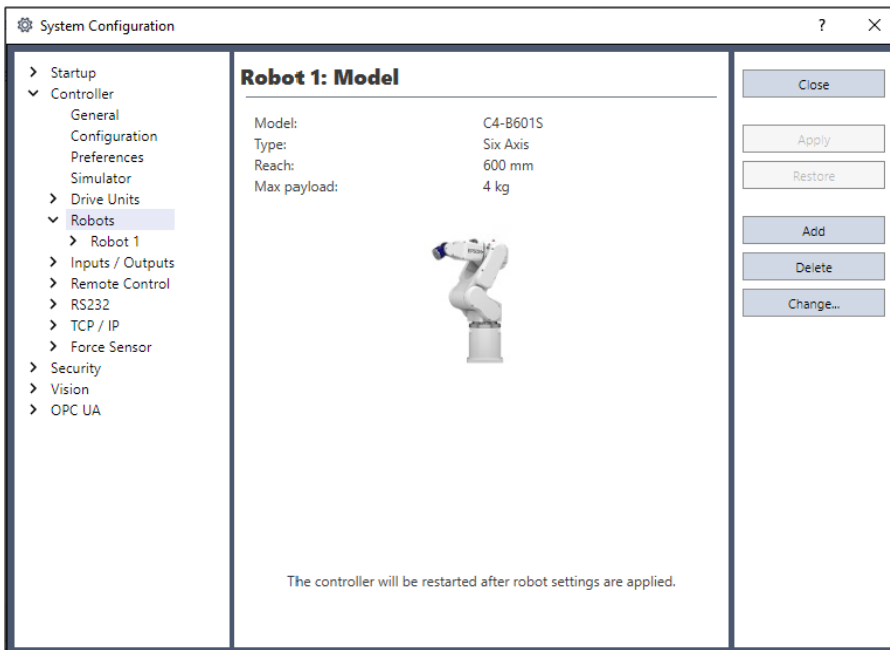 System Configuration
?
Startup
Controller
General
Configuration
Preferences
Simulator
Drive Units
Robots
Robot 1
Inputs / Outputs
Remote Control
RS232
TCP / IP
Force Sensor
Security
Vision
OPC UA
Robot 1: Model
Model: C4-B601S
Type: Six Axis
Reach: 600 mm
Max payload: 4 kg
EPSON
The controller will be restarted after robot settings are applied.
Close
Apply
Restore
Add
Delete
Change...